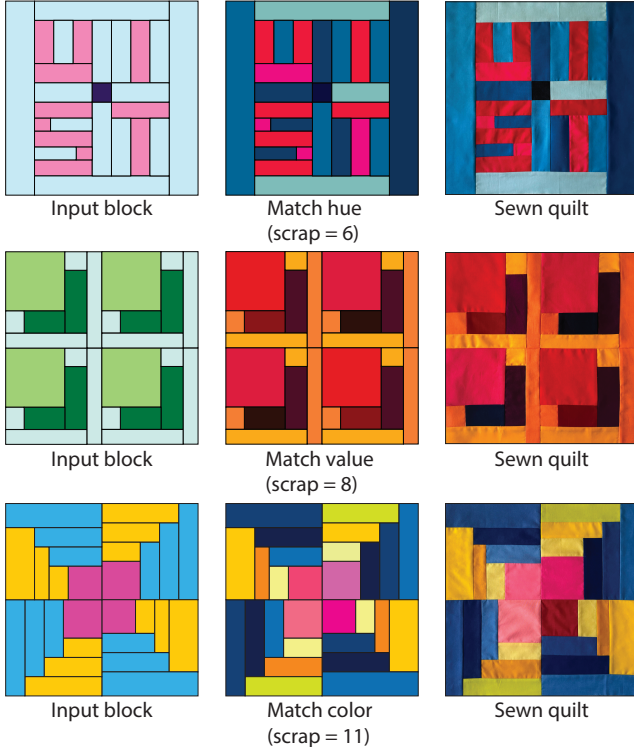 Input block
Match hue
(scrap = 6)
Sewn quilt
Input block
Match value
(scrap = 8)
Sewn quilt
Input block
Match color
(scrap = 11)
Sewn quilt